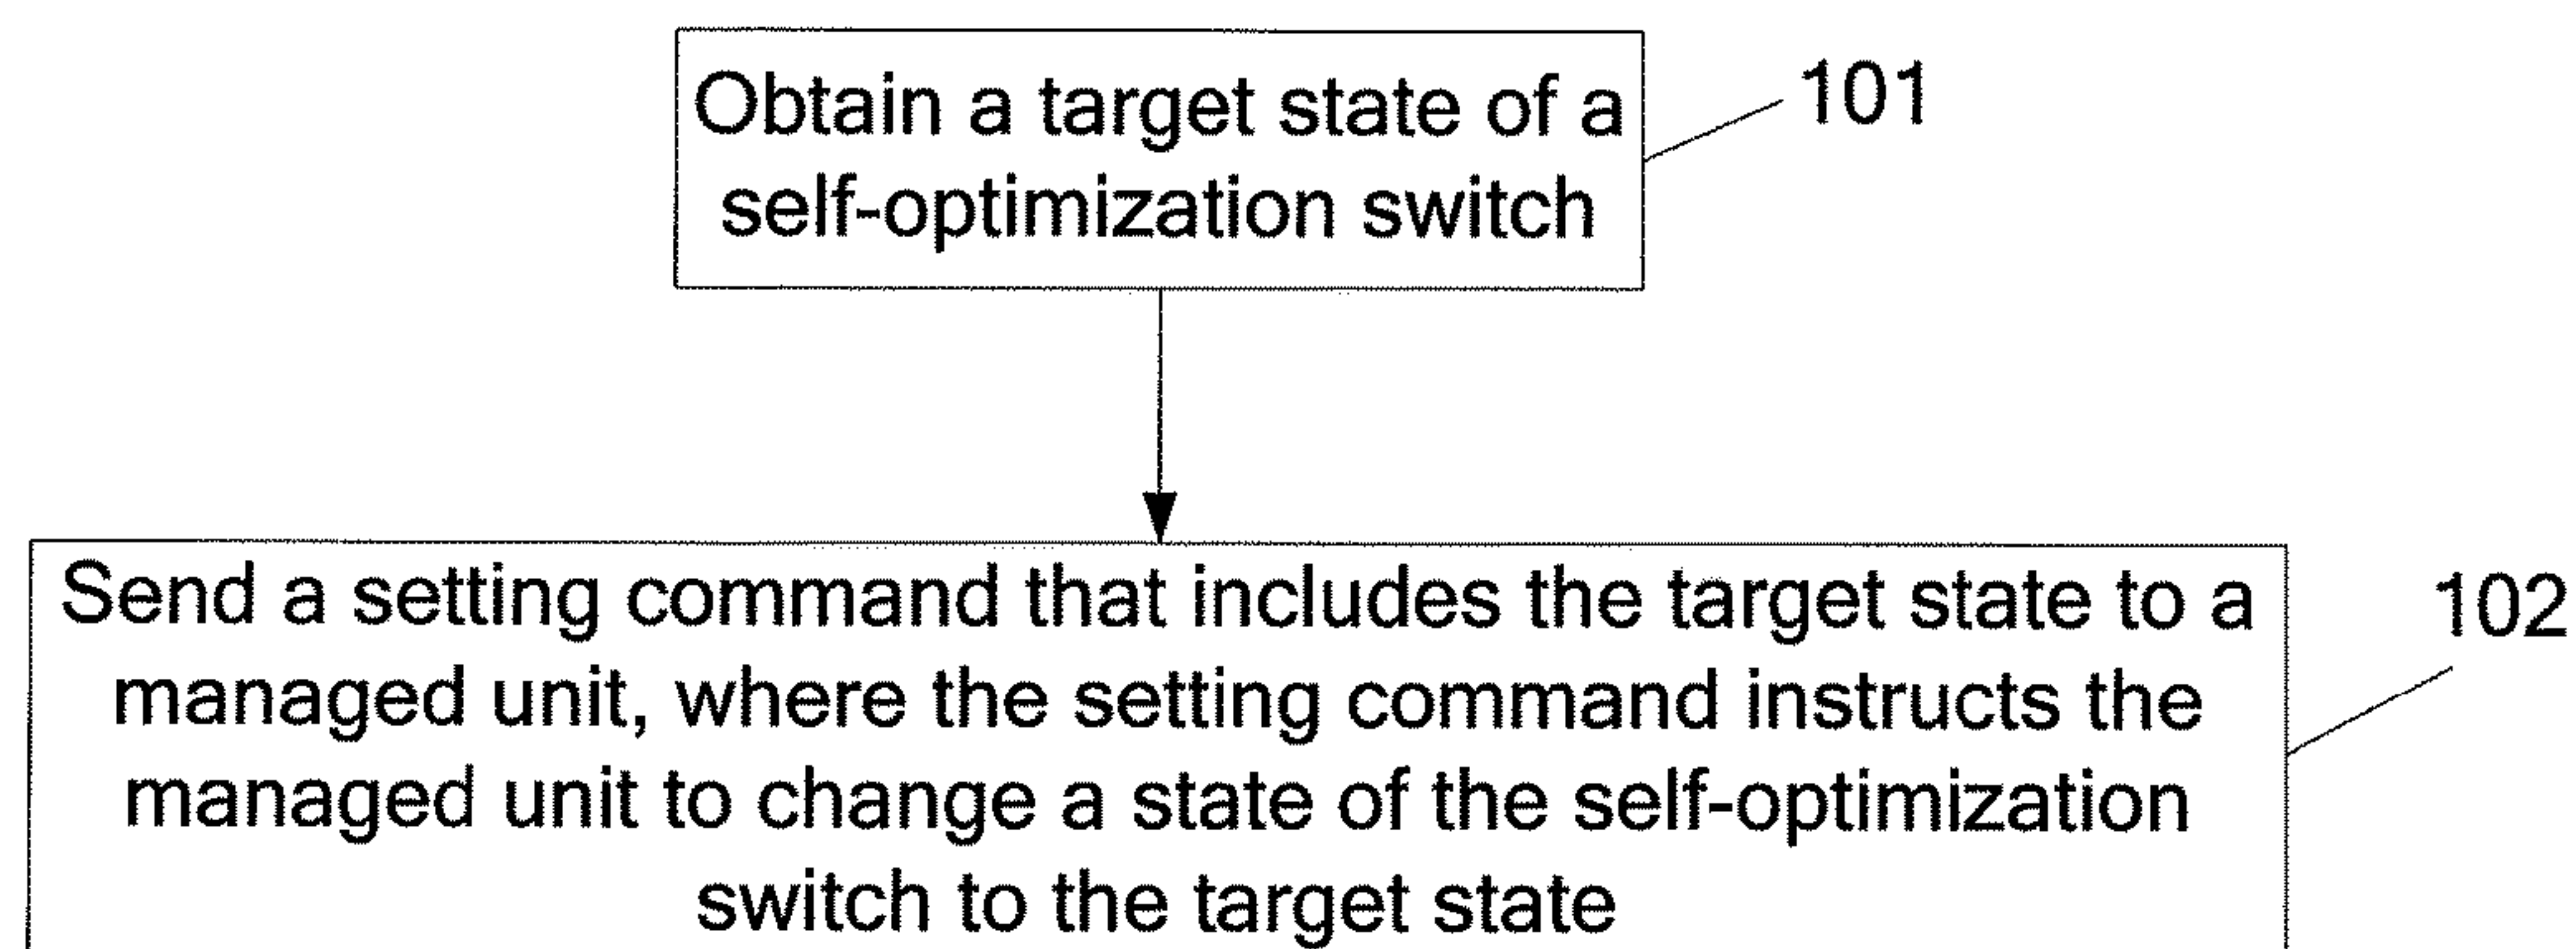 Obtain a target state of a
self-optimization switch
101
Send a setting command that includes the target state to a
managed unit, where the setting command instructs the
managed unit to change a state of the self-optimization
switch to the target state
102